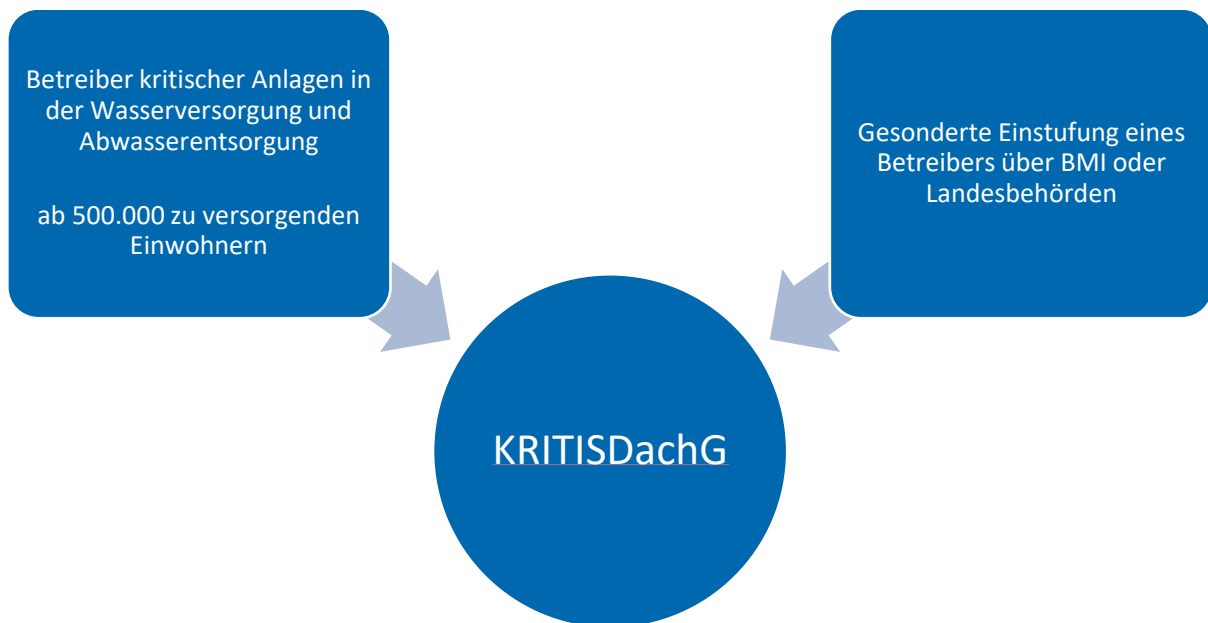 Betreiber kritischer Anlagen in
der Wasserversorgung und
Abwasserentsorgung
ab 500.000 zu versorgenden
Einwohnern
Gesonderte Einstufung eines
Betreibers über BMI oder
Landesbehörden
KRITISDachG